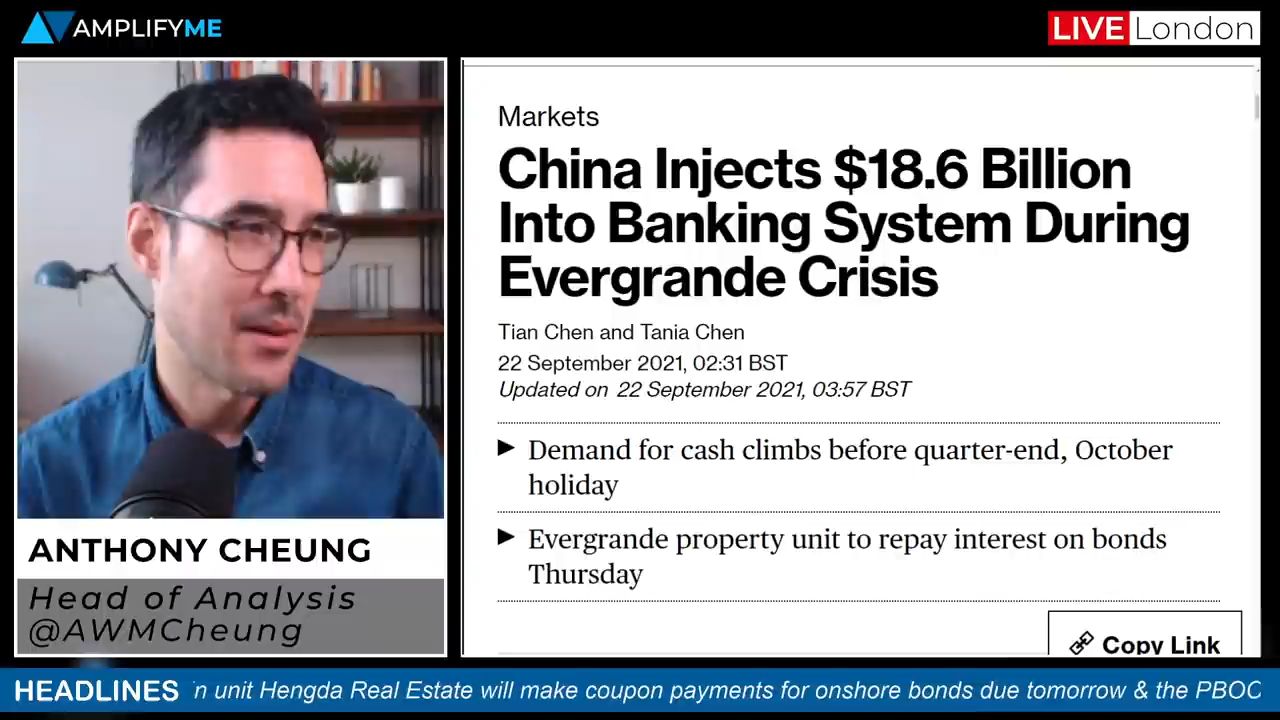 AMPLIFYME
LIVE London
Markets
China Injects $18.6 Billion
Into Banking System During
Evergrande Crisis
Tian Chen and Tania Chen
22 September 2021, 02:31 BST
Updated on 22 September 2021, 03:57 BST
Demand for cash climbs before quarter-end, October
holiday
Evergrande property unit to repay interest on bonds
Thursday
Copy Link
ANTHONY CHEUNG
Head of Analysis
@AWMCheung
HEADLINES 'n unit Hengda Real Estate will make coupon payments for onshore bonds due tomorrow & the PBOC